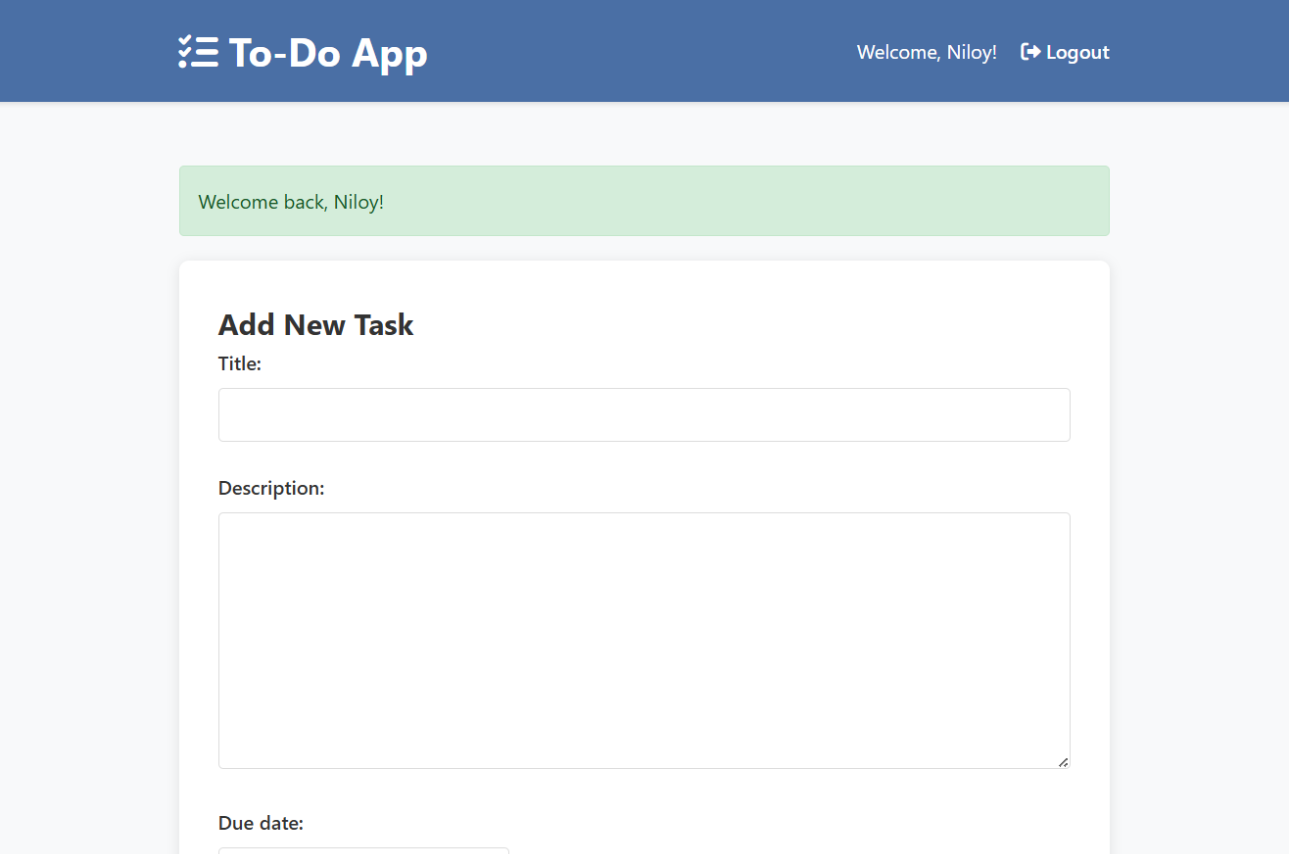 To-Do App
Welcome, Niloy! Logout
Welcome back, Niloy!
Add New Task
Title:
Description:
Due date: